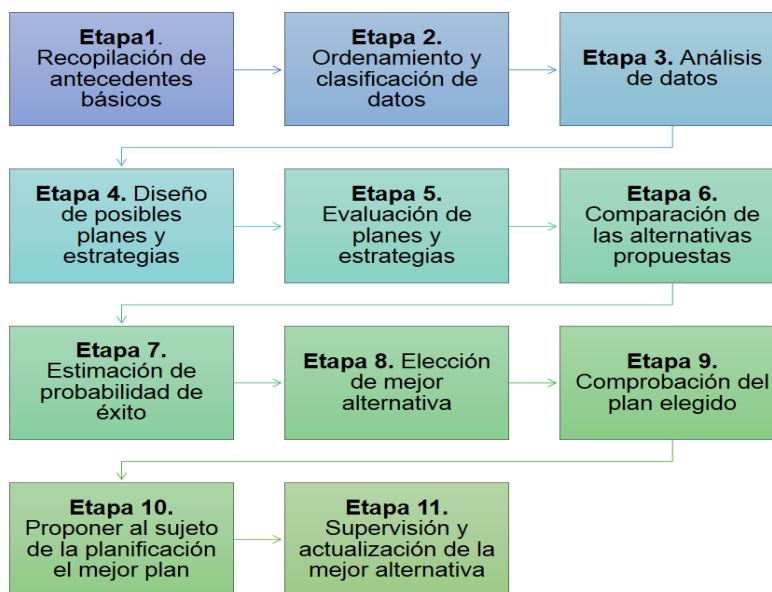 Etapa1.
Recopilación de
antecedentes
básicos
Etapa 2.
Ordenamiento y
clasificación de
datos
Etapa 3. Análisis
de datos
Etapa 4. Diseño
de posibles
planes y
estrategias
Etapa 5.
Evaluación de
planes y
estrategias
Etapa 6.
Comparación de
las alternativas
propuestas
Etapa 7.
Estimación de
probabilidad de
éxito
Etapa 8. Elección
de mejor
alternativa
Etapa 9.
Comprobación del
plan elegido
Etapa 10.
Proponer al sujeto
de la planificación
el mejor plan
Etapa 11.
Supervisión y
actualización de la
mejor alternativa